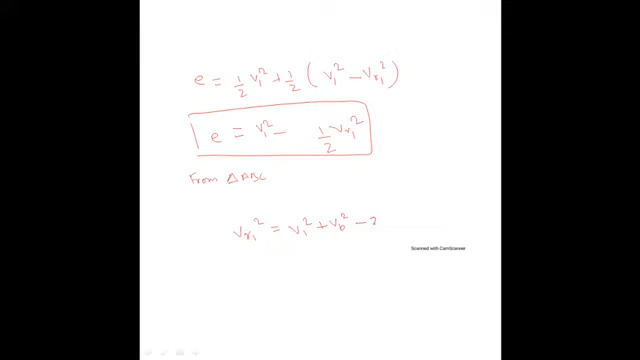 e = 1/2 V₁² + 1/2 ( V₁² − Vr₁² )
e = V₁² − 1/2 Vr₁²
From △ABC
Vr₁² = V₁² + Vb² − 2
Scanned with CamScanner